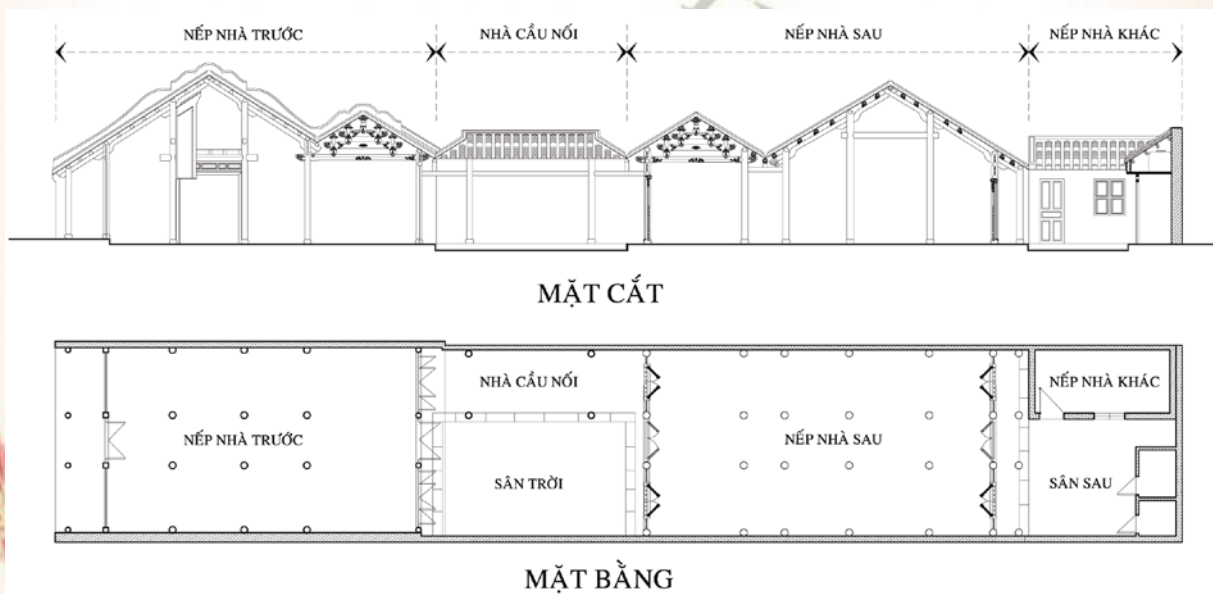 NẾP NHÀ TRƯỚC
NHÀ CẦU NỐI
NẾP NHÀ SAU
NẾP NHÀ KHÁC
MẶT CẮT
NHÀ CẦU NỐI
NẾP NHÀ KHÁC
NẾP NHÀ TRƯỚC
NẾP NHÀ SAU
SÂN TRỜI
SÂN SAU
MẶT BẰNG